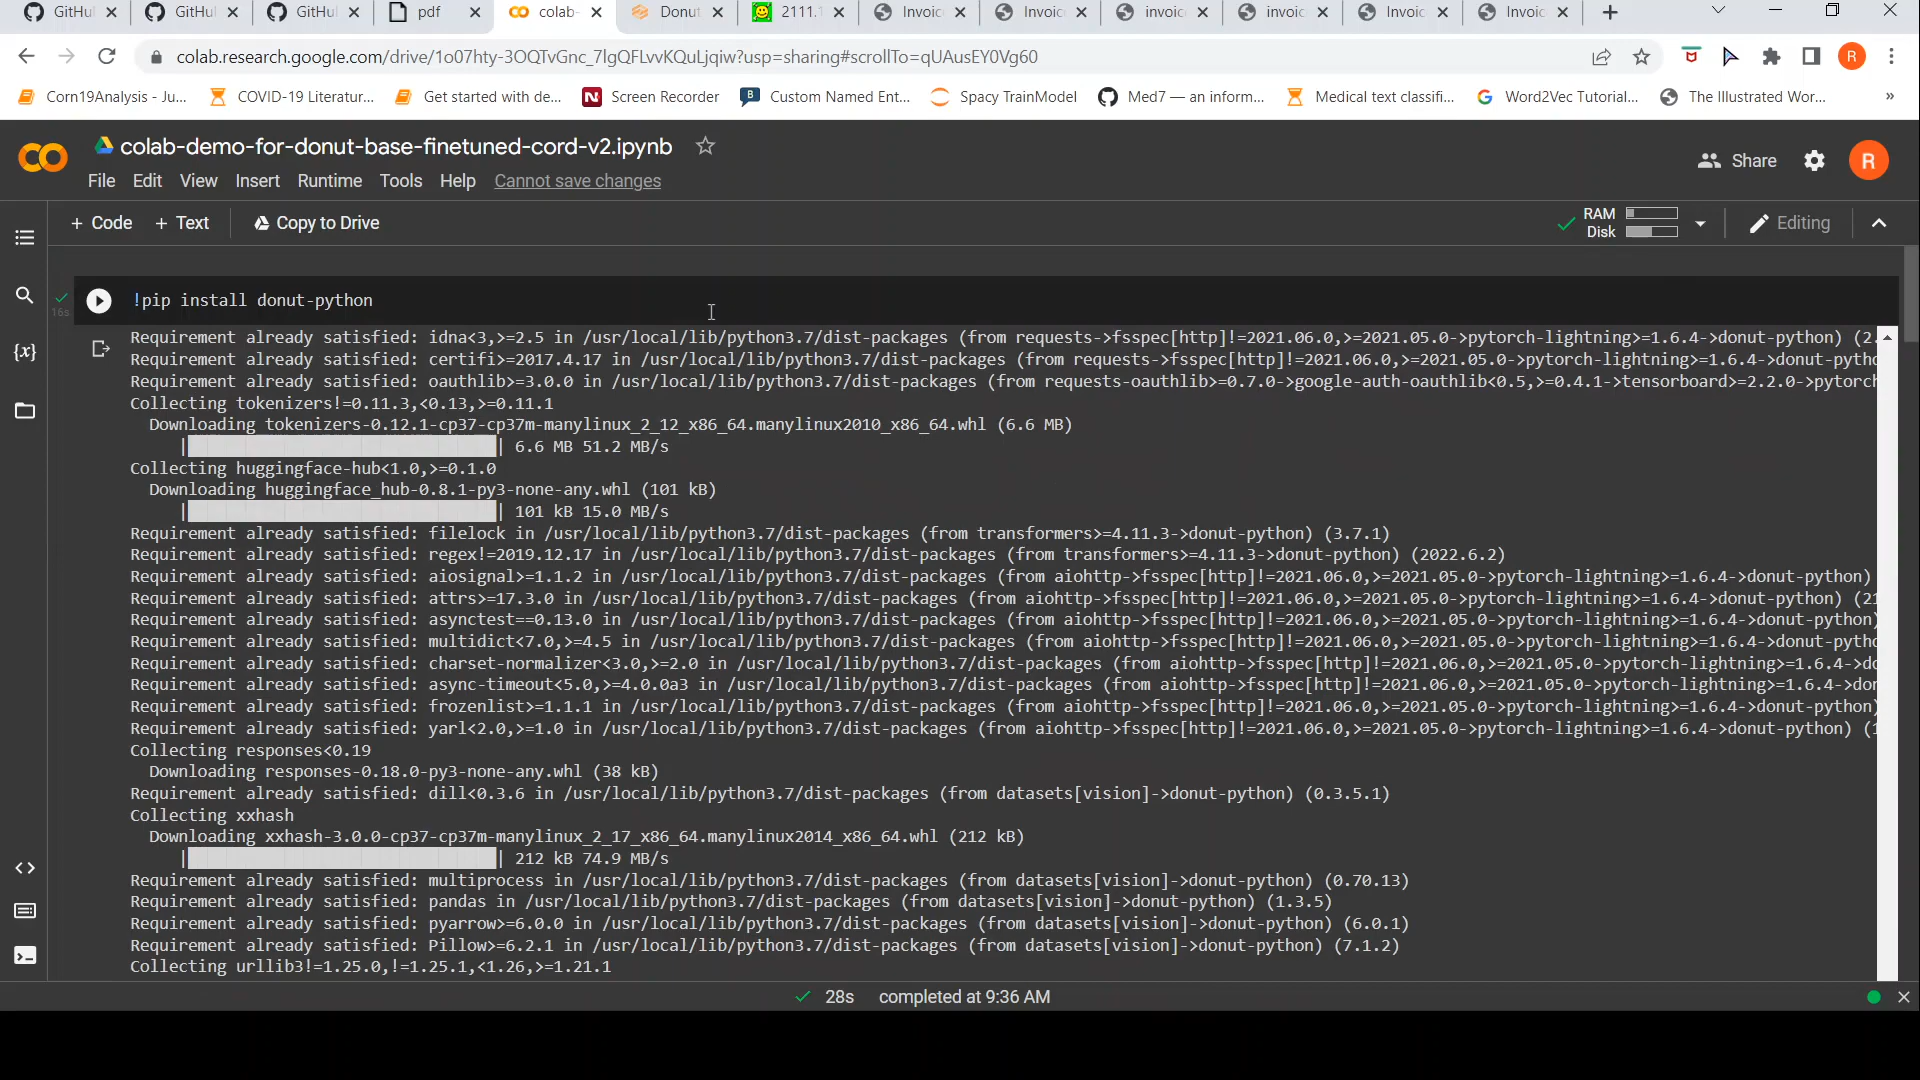 GitHu
GitHu
GitHu
pdf
colab-
Donut
2111.1
Invoic
Invoic
invoic
invoic
Invoic
Invoic
colab.research.google.com/drive/1o07hty-3OQTvGnc_7lgQFLvvKQuLjqiw?usp=sharing#scrollTo=qUAusEY0Vg60
R
Corn19Analysis - Ju...
COVID-19 Literatur...
Get started with de...
Screen Recorder
Custom Named Ent...
Spacy TrainModel
Med7 — an inform...
Medical text classifi...
Word2Vec Tutorial...
The Illustrated Wor...
»
colab-demo-for-donut-base-finetuned-cord-v2.ipynb
Share
R
File Edit View Insert Runtime Tools Help Cannot save changes
+ Code + Text Copy to Drive
RAM
Disk
Editing
16s
!pip install donut-python
Requirement already satisfied: idna<3,>=2.5 in /usr/local/lib/python3.7/dist-packages (from requests->fsspec[http]!=2021.06.0,>=2021.05.0->pytorch-lightning>=1.6.4->donut-python) (2.
Requirement already satisfied: certifi>=2017.4.17 in /usr/local/lib/python3.7/dist-packages (from requests->fsspec[http]!=2021.06.0,>=2021.05.0->pytorch-lightning>=1.6.4->donut-pytho
Requirement already satisfied: oauthlib>=3.0.0 in /usr/local/lib/python3.7/dist-packages (from requests-oauthlib>=0.7.0->google-auth-oauthlib<0.5,>=0.4.1->tensorboard>=2.2.0->pytorc
Collecting tokenizers!=0.11.3,<0.13,>=0.11.1
Downloading tokenizers-0.12.1-cp37-cp37m-manylinux_2_12_x86_64.manylinux2010_x86_64.whl (6.6 MB)
| | 6.6 MB 51.2 MB/s
Collecting huggingface-hub<1.0,>=0.1.0
Downloading huggingface_hub-0.8.1-py3-none-any.whl (101 kB)
| | 101 kB 15.0 MB/s
Requirement already satisfied: filelock in /usr/local/lib/python3.7/dist-packages (from transformers>=4.11.3->donut-python) (3.7.1)
Requirement already satisfied: regex!=2019.12.17 in /usr/local/lib/python3.7/dist-packages (from transformers>=4.11.3->donut-python) (2022.6.2)
Requirement already satisfied: aiosignal>=1.1.2 in /usr/local/lib/python3.7/dist-packages (from aiohttp->fsspec[http]!=2021.06.0,>=2021.05.0->pytorch-lightning>=1.6.4->donut-python)
Requirement already satisfied: attrs>=17.3.0 in /usr/local/lib/python3.7/dist-packages (from aiohttp->fsspec[http]!=2021.06.0,>=2021.05.0->pytorch-lightning>=1.6.4->donut-python) (21
Requirement already satisfied: asynctest==0.13.0 in /usr/local/lib/python3.7/dist-packages (from aiohttp->fsspec[http]!=2021.06.0,>=2021.05.0->pytorch-lightning>=1.6.4->donut-python)
Requirement already satisfied: multidict<7.0,>=4.5 in /usr/local/lib/python3.7/dist-packages (from aiohttp->fsspec[http]!=2021.06.0,>=2021.05.0->pytorch-lightning>=1.6.4->donut-pytho
Requirement already satisfied: charset-normalizer<3.0,>=2.0 in /usr/local/lib/python3.7/dist-packages (from aiohttp->fsspec[http]!=2021.06.0,>=2021.05.0->pytorch-lightning>=1.6.4->do
Requirement already satisfied: async-timeout<5.0,>=4.0.0a3 in /usr/local/lib/python3.7/dist-packages (from aiohttp->fsspec[http]!=2021.06.0,>=2021.05.0->pytorch-lightning>=1.6.4->don
Requirement already satisfied: frozenlist>=1.1.1 in /usr/local/lib/python3.7/dist-packages (from aiohttp->fsspec[http]!=2021.06.0,>=2021.05.0->pytorch-lightning>=1.6.4->donut-python)
Requirement already satisfied: yarl<2.0,>=1.0 in /usr/local/lib/python3.7/dist-packages (from aiohttp->fsspec[http]!=2021.06.0,>=2021.05.0->pytorch-lightning>=1.6.4->donut-python) (1
Collecting responses<0.19
Downloading responses-0.18.0-py3-none-any.whl (38 kB)
Requirement already satisfied: dill<0.3.6 in /usr/local/lib/python3.7/dist-packages (from datasets[vision]->donut-python) (0.3.5.1)
Collecting xxhash
Downloading xxhash-3.0.0-cp37-cp37m-manylinux_2_17_x86_64.manylinux2014_x86_64.whl (212 kB)
| | 212 kB 74.9 MB/s
Requirement already satisfied: multiprocess in /usr/local/lib/python3.7/dist-packages (from datasets[vision]->donut-python) (0.70.13)
Requirement already satisfied: pandas in /usr/local/lib/python3.7/dist-packages (from datasets[vision]->donut-python) (1.3.5)
Requirement already satisfied: pyarrow>=6.0.0 in /usr/local/lib/python3.7/dist-packages (from datasets[vision]->donut-python) (6.0.1)
Requirement already satisfied: Pillow>=6.2.1 in /usr/local/lib/python3.7/dist-packages (from datasets[vision]->donut-python) (7.1.2)
Collecting urllib3!=1.25.0,!=1.25.1,<1.26,>=1.21.1
28s completed at 9:36 AM